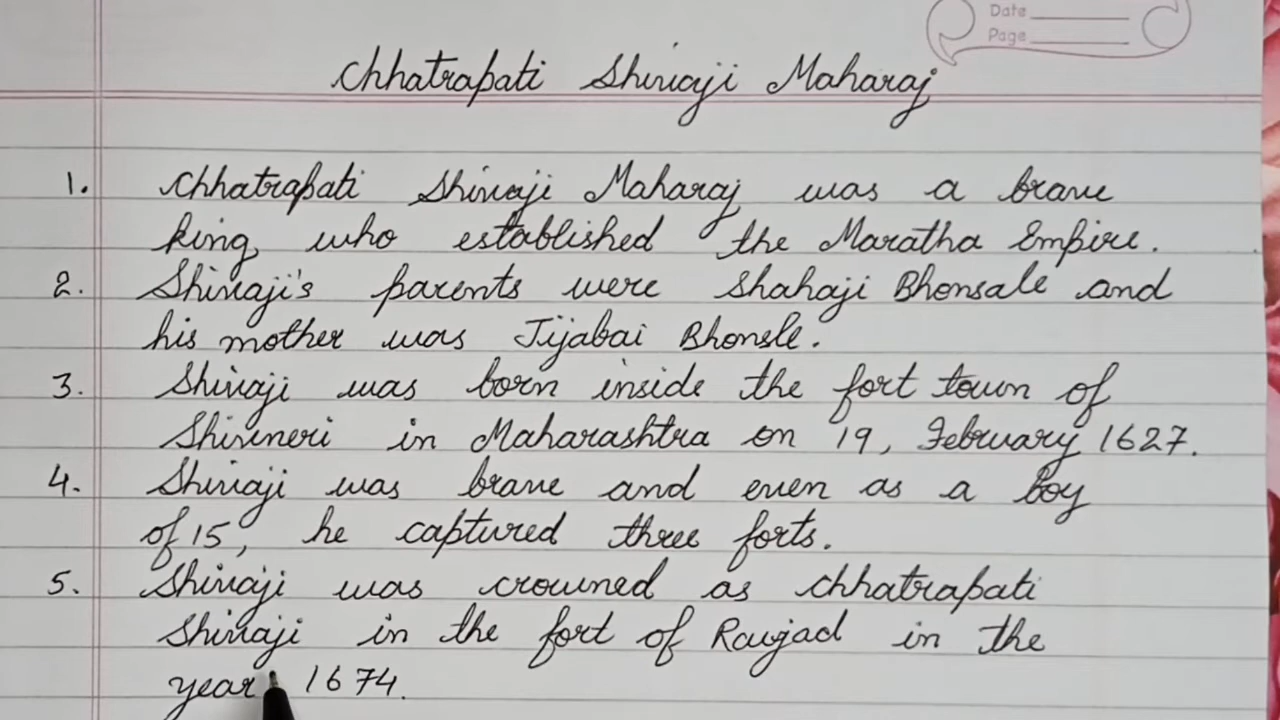 Date
Page
Chhatrapati Shivaji Maharaj
1. Chhatrapati Shivaji Maharaj was a brave
king, who established the Maratha Empire.
2. Shivaji's parents were Shahaji Bhonsale and
his mother was Jijabai Bhonsle.
3. Shivaji was born inside the fort town of
Shivneri in Maharashtra on 19, February 1627.
4. Shivaji was brave and even as a boy
of 15, he captured three forts.
5. Shivaji was crowned as Chhatrapati
Shivaji in the fort of Raigad in the
year 1674.